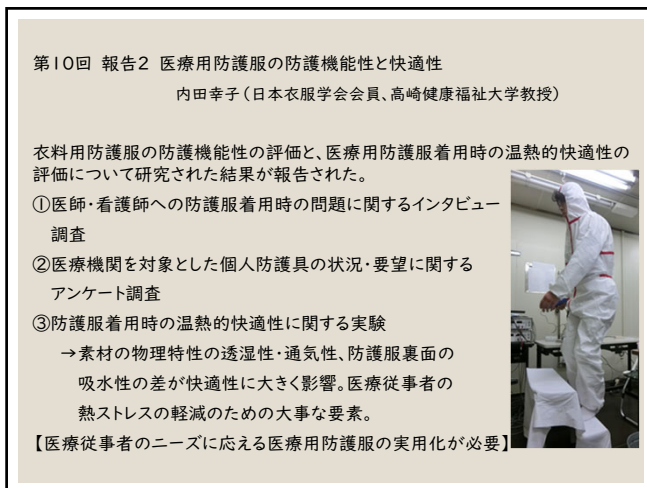 第10回 報告2 医療用防護服の防護機能性と快適性
内田幸子（日本衣服学会会員、高崎健康福祉大学教授）
衣料用防護服の防護機能性の評価と、医療用防護服着用時の温熱的快適性の
評価について研究された結果が報告された。
①医師・看護師への防護服着用時の問題に関するインタビュー
調査
②医療機関を対象とした個人防護具の状況・要望に関する
アンケート調査
③防護服着用時の温熱的快適性に関する実験
→素材の物理特性の透湿性・通気性、防護服裏面の
吸水性の差が快適性に大きく影響。医療従事者の
熱ストレスの軽減のための大事な要素。
【医療従事者のニーズに応える医療用防護服の実用化が必要】